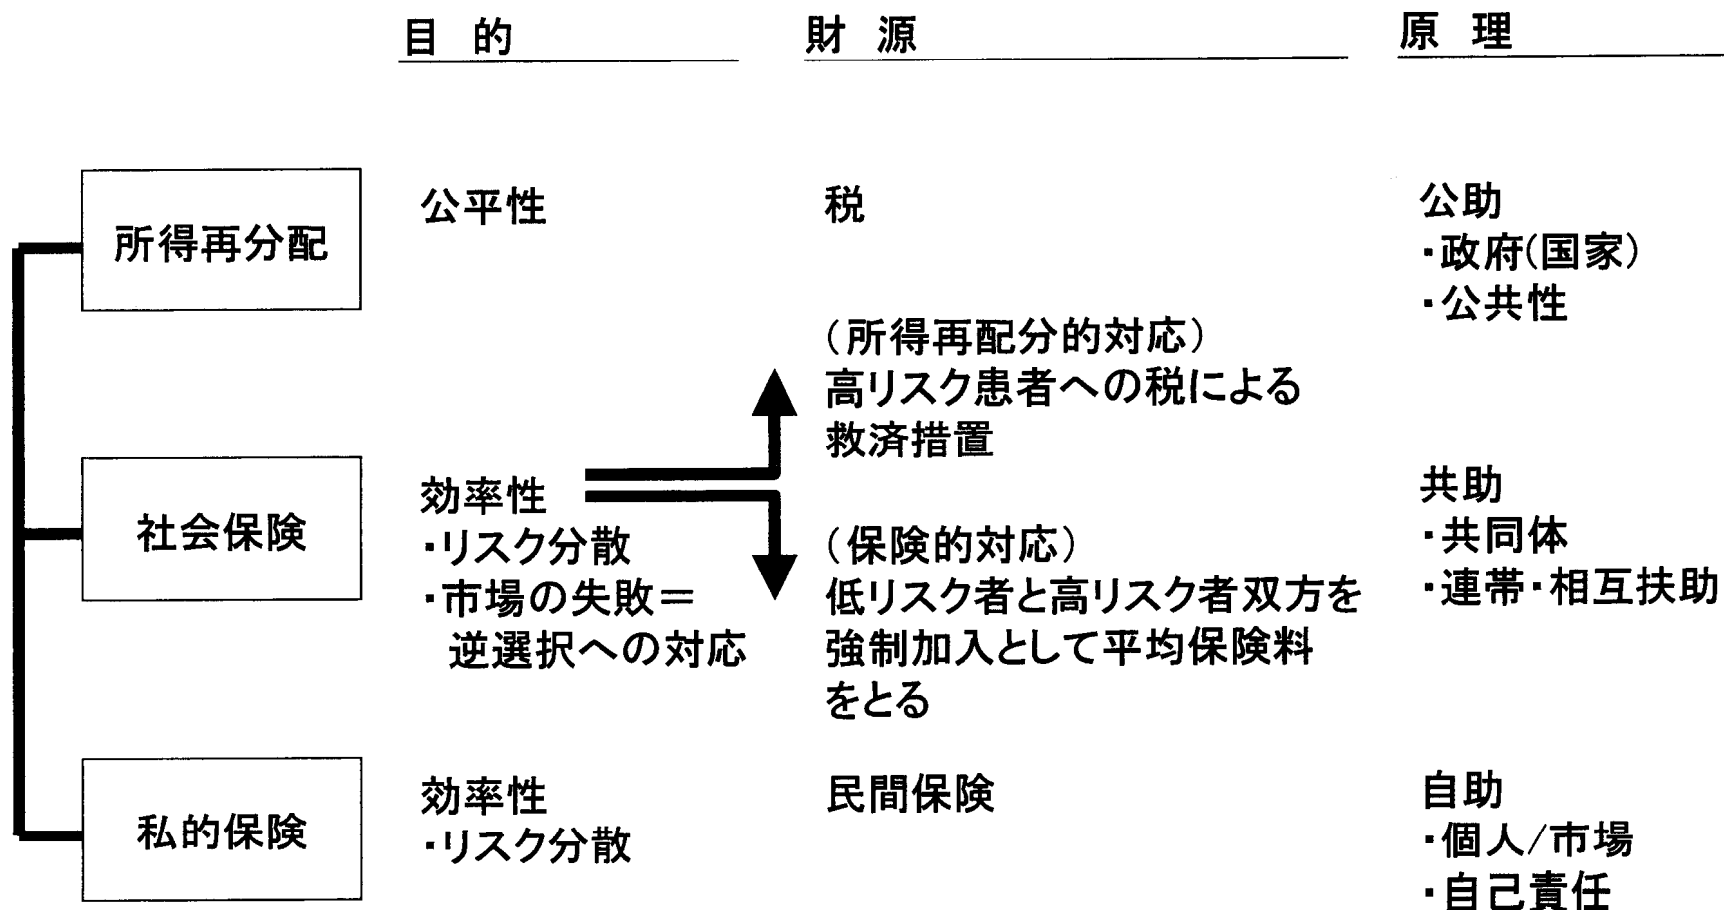 目 的
財 源
原 理
所得再分配
公平性
税
公助
・政府(国家)
・公共性
(所得再配分的対応)
高リスク患者への税による
救済措置
社会保険
効率性
・リスク分散
・市場の失敗＝
逆選択への対応
(保険的対応)
低リスク者と高リスク者双方を
強制加入として平均保険料
をとる
共助
・共同体
・連帯・相互扶助
私的保険
効率性
・リスク分散
民間保険
自助
・個人/市場
・自己責任